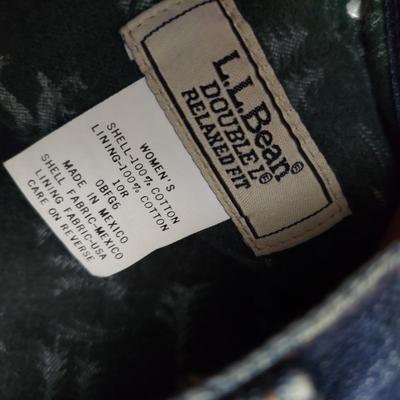 L.L.Bean®
DOUBLE L®
RELAXED FIT
WOMEN'S
SHELL-100% COTTON
LINING-100% COTTON
10R
0BFG6
MADE IN MEXICO
SHELL FABRIC-MEXICO
LINING FABRIC-USA
CARE ON REVERSE